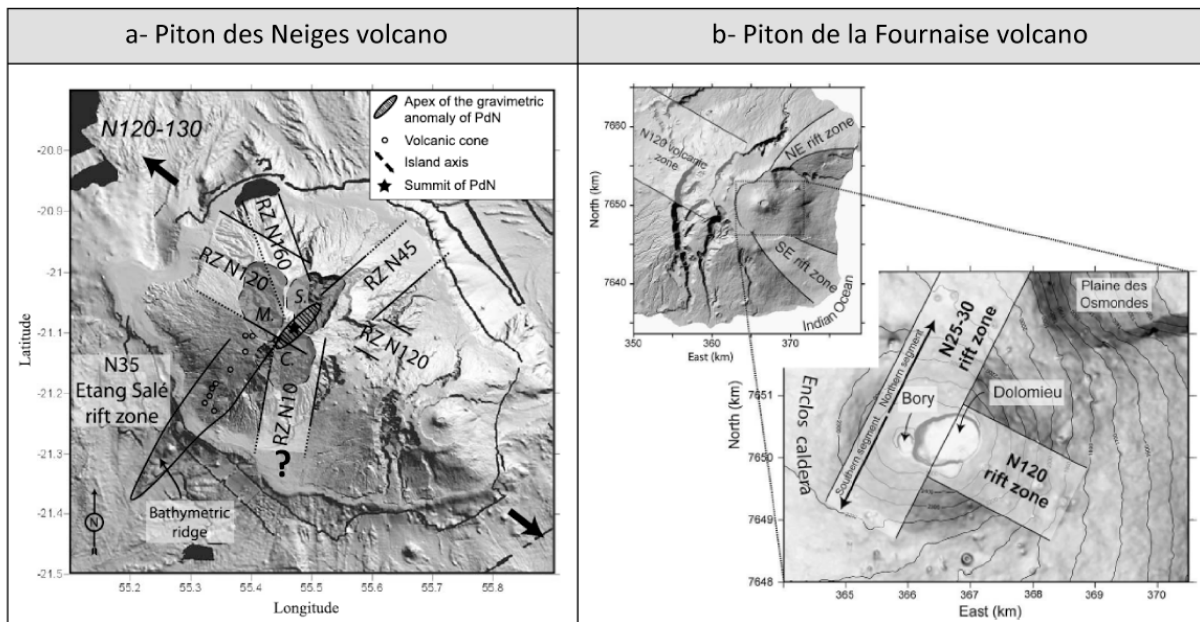 a- Piton des Neiges volcano
b- Piton de la Fournaise volcano
Apex of the gravimetric
anomaly of PdN
Volcanic cone
Island axis
Summit of PdN
N120-130
RZ N160
RZ N45
RZ N120
S.
M.
C.
RZ N120
RZ N10
?
N35
Etang Salé
rift zone
Bathymetric
ridge
N
Latitude
-20.8
-20.9
-21
-21.1
-21.2
-21.3
-21.4
-21.5
55.2
55.3
55.4
55.5
55.6
55.7
55.8
Longitude
North (km)
7660
7650
7640
350
355
360
365
370
375
East (km)
N120 volcanic
zone
NE rift zone
SE rift zone
Indian Ocean
Plaine des
Osmondes
N25-30
rift zone
Northern segment
Southern segment
Bory
Dolomieu
N120
rift zone
Enclos caldera
North (km)
7651
7650
7649
7648
365
366
367
368
369
370
East (km)